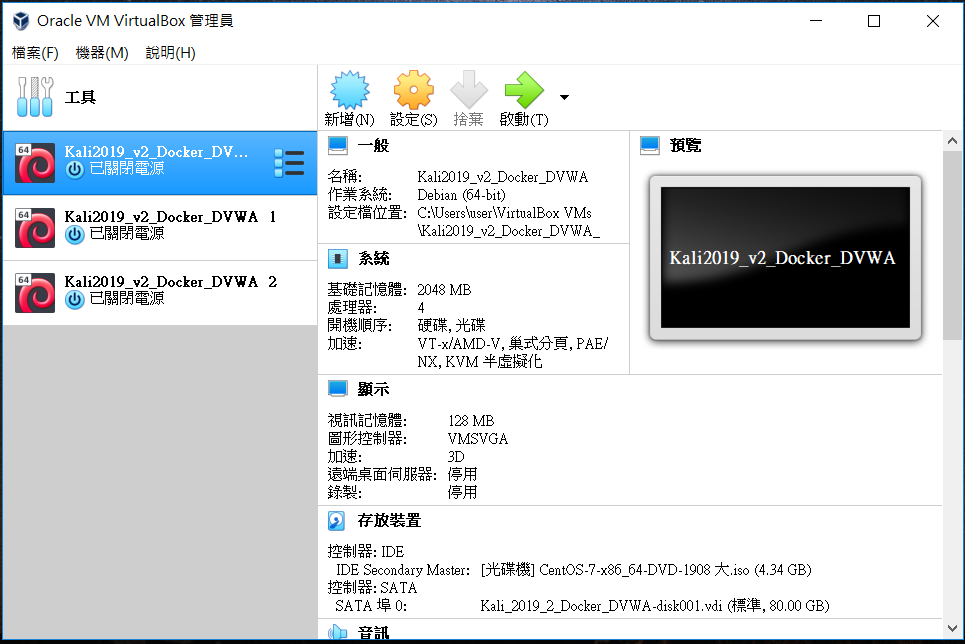 Oracle VM VirtualBox 管理員
檔案(F) 機器(M) 說明(H)
工具
新增(N) 設定(S) 捨棄 啟動(T)
64
Kali2019_v2_Docker_DV...
已關閉電源
64
Kali2019_v2_Docker_DVWA 1
已關閉電源
64
Kali2019_v2_Docker_DVWA 2
已關閉電源
一般
名稱: Kali2019_v2_Docker_DVWA
作業系統: Debian (64-bit)
設定檔位置: C:\Users\user\VirtualBox VMs
\Kali2019_v2_Docker_DVWA_
預覽
Kali2019_v2_Docker_DVWA
系統
基礎記憶體: 2048 MB
處理器: 4
開機順序: 硬碟, 光碟
加速: VT-x/AMD-V, 巢式分頁, PAE/
NX, KVM 半虛擬化
顯示
視訊記憶體: 128 MB
圖形控制器: VMSVGA
加速: 3D
遠端桌面伺服器: 停用
錄製: 停用
存放裝置
控制器: IDE
IDE Secondary Master: [光碟機] CentOS-7-x86_64-DVD-1908 大.iso (4.34 GB)
控制器: SATA
SATA 埠 0: Kali_2019_2_Docker_DVWA-disk001.vdi (標準, 80.00 GB)
音訊